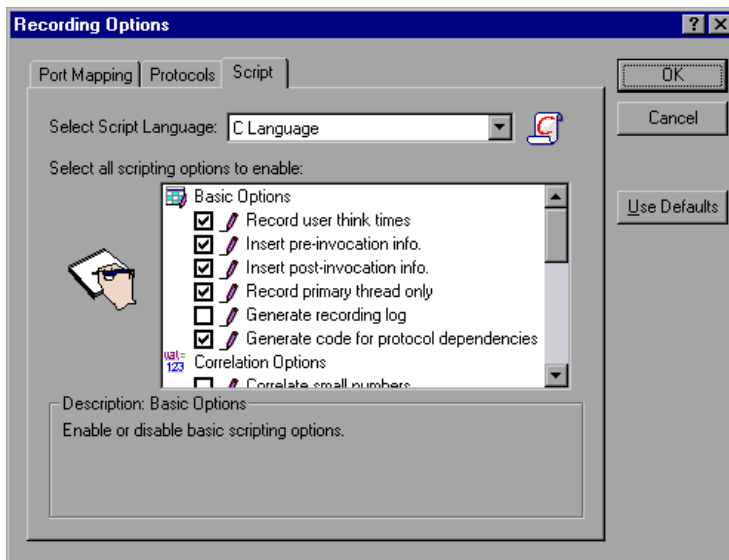 Recording Options
Port Mapping Protocols Script
OK
Select Script Language: C Language
Cancel
Select all scripting options to enable:
Basic Options
Use Defaults
Record user think times
Insert pre-invocation info.
Insert post-invocation info.
Record primary thread only
Generate recording log
Generate code for protocol dependencies
val=
123 Correlation Options
Correlate small numbers
Description: Basic Options
Enable or disable basic scripting options.